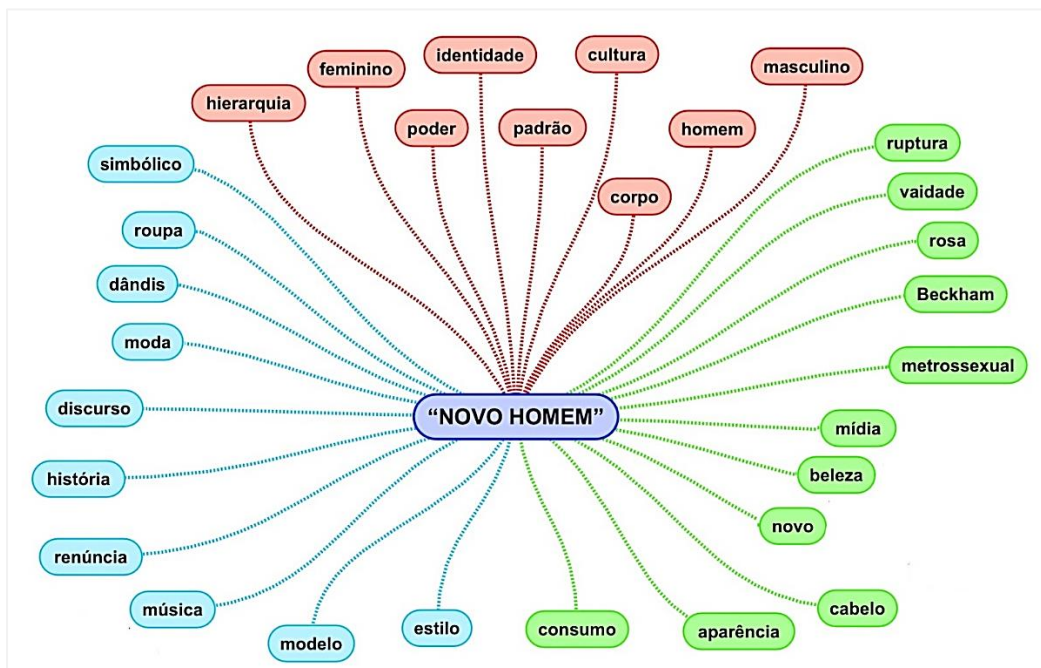 identidade
cultura
feminino
masculino
hierarquia
poder
padrão
homem
ruptura
simbólico
corpo
vaidade
roupa
rosa
dândis
Beckham
moda
metrossexual
discurso
“NOVO HOMEM”
mídia
história
beleza
novo
renúncia
música
cabelo
estilo
consumo
aparência
modelo